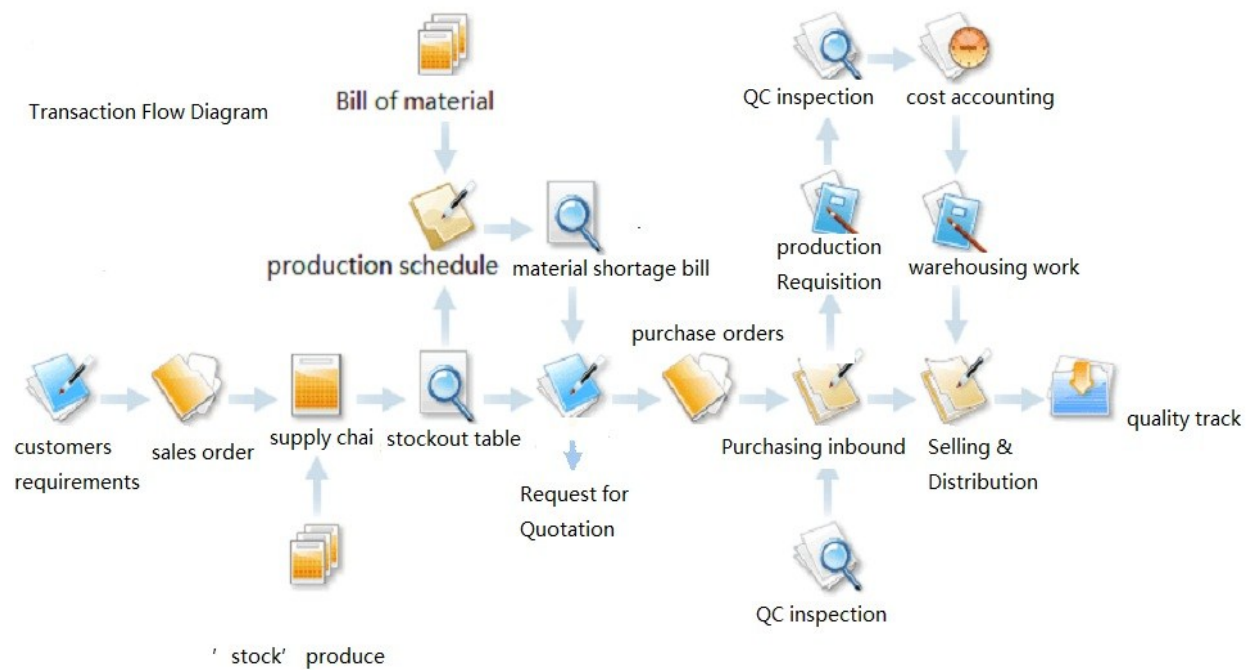 Transaction Flow Diagram
Bill of material
QC inspection
cost accounting
production schedule
material shortage bill
production
Requisition
warehousing work
purchase orders
customers
requirements
sales order
supply chai
stockout table
Request for
Quotation
Purchasing inbound
Selling &
Distribution
quality track
QC inspection
' stock' produce